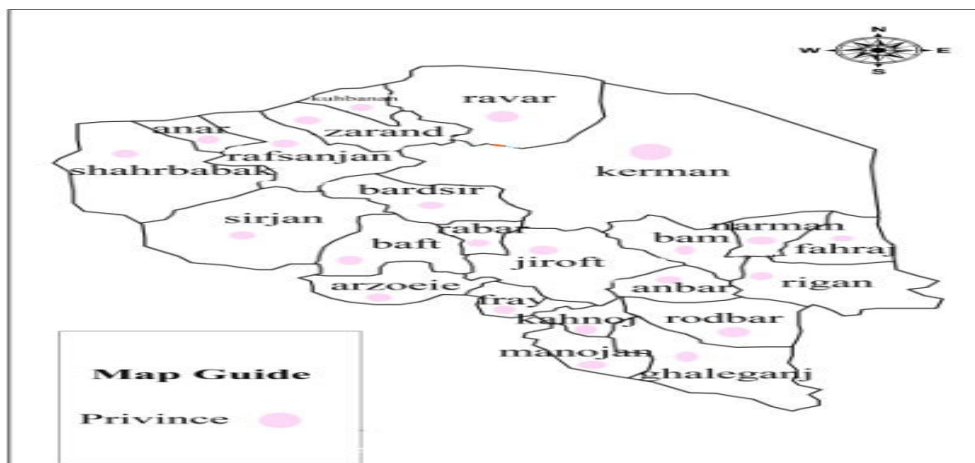 N
W E
S
kuhbanan
ravar
anar
zarand
rafsanjan
shahrbabak
kerman
bardsir
sirjan
rabar
narman
baft
bam
fahraj
jiroft
arzoeie
anbar
rigan
fray
kahnoj
rodbar
manojan
ghaleganj
Map Guide
Privince